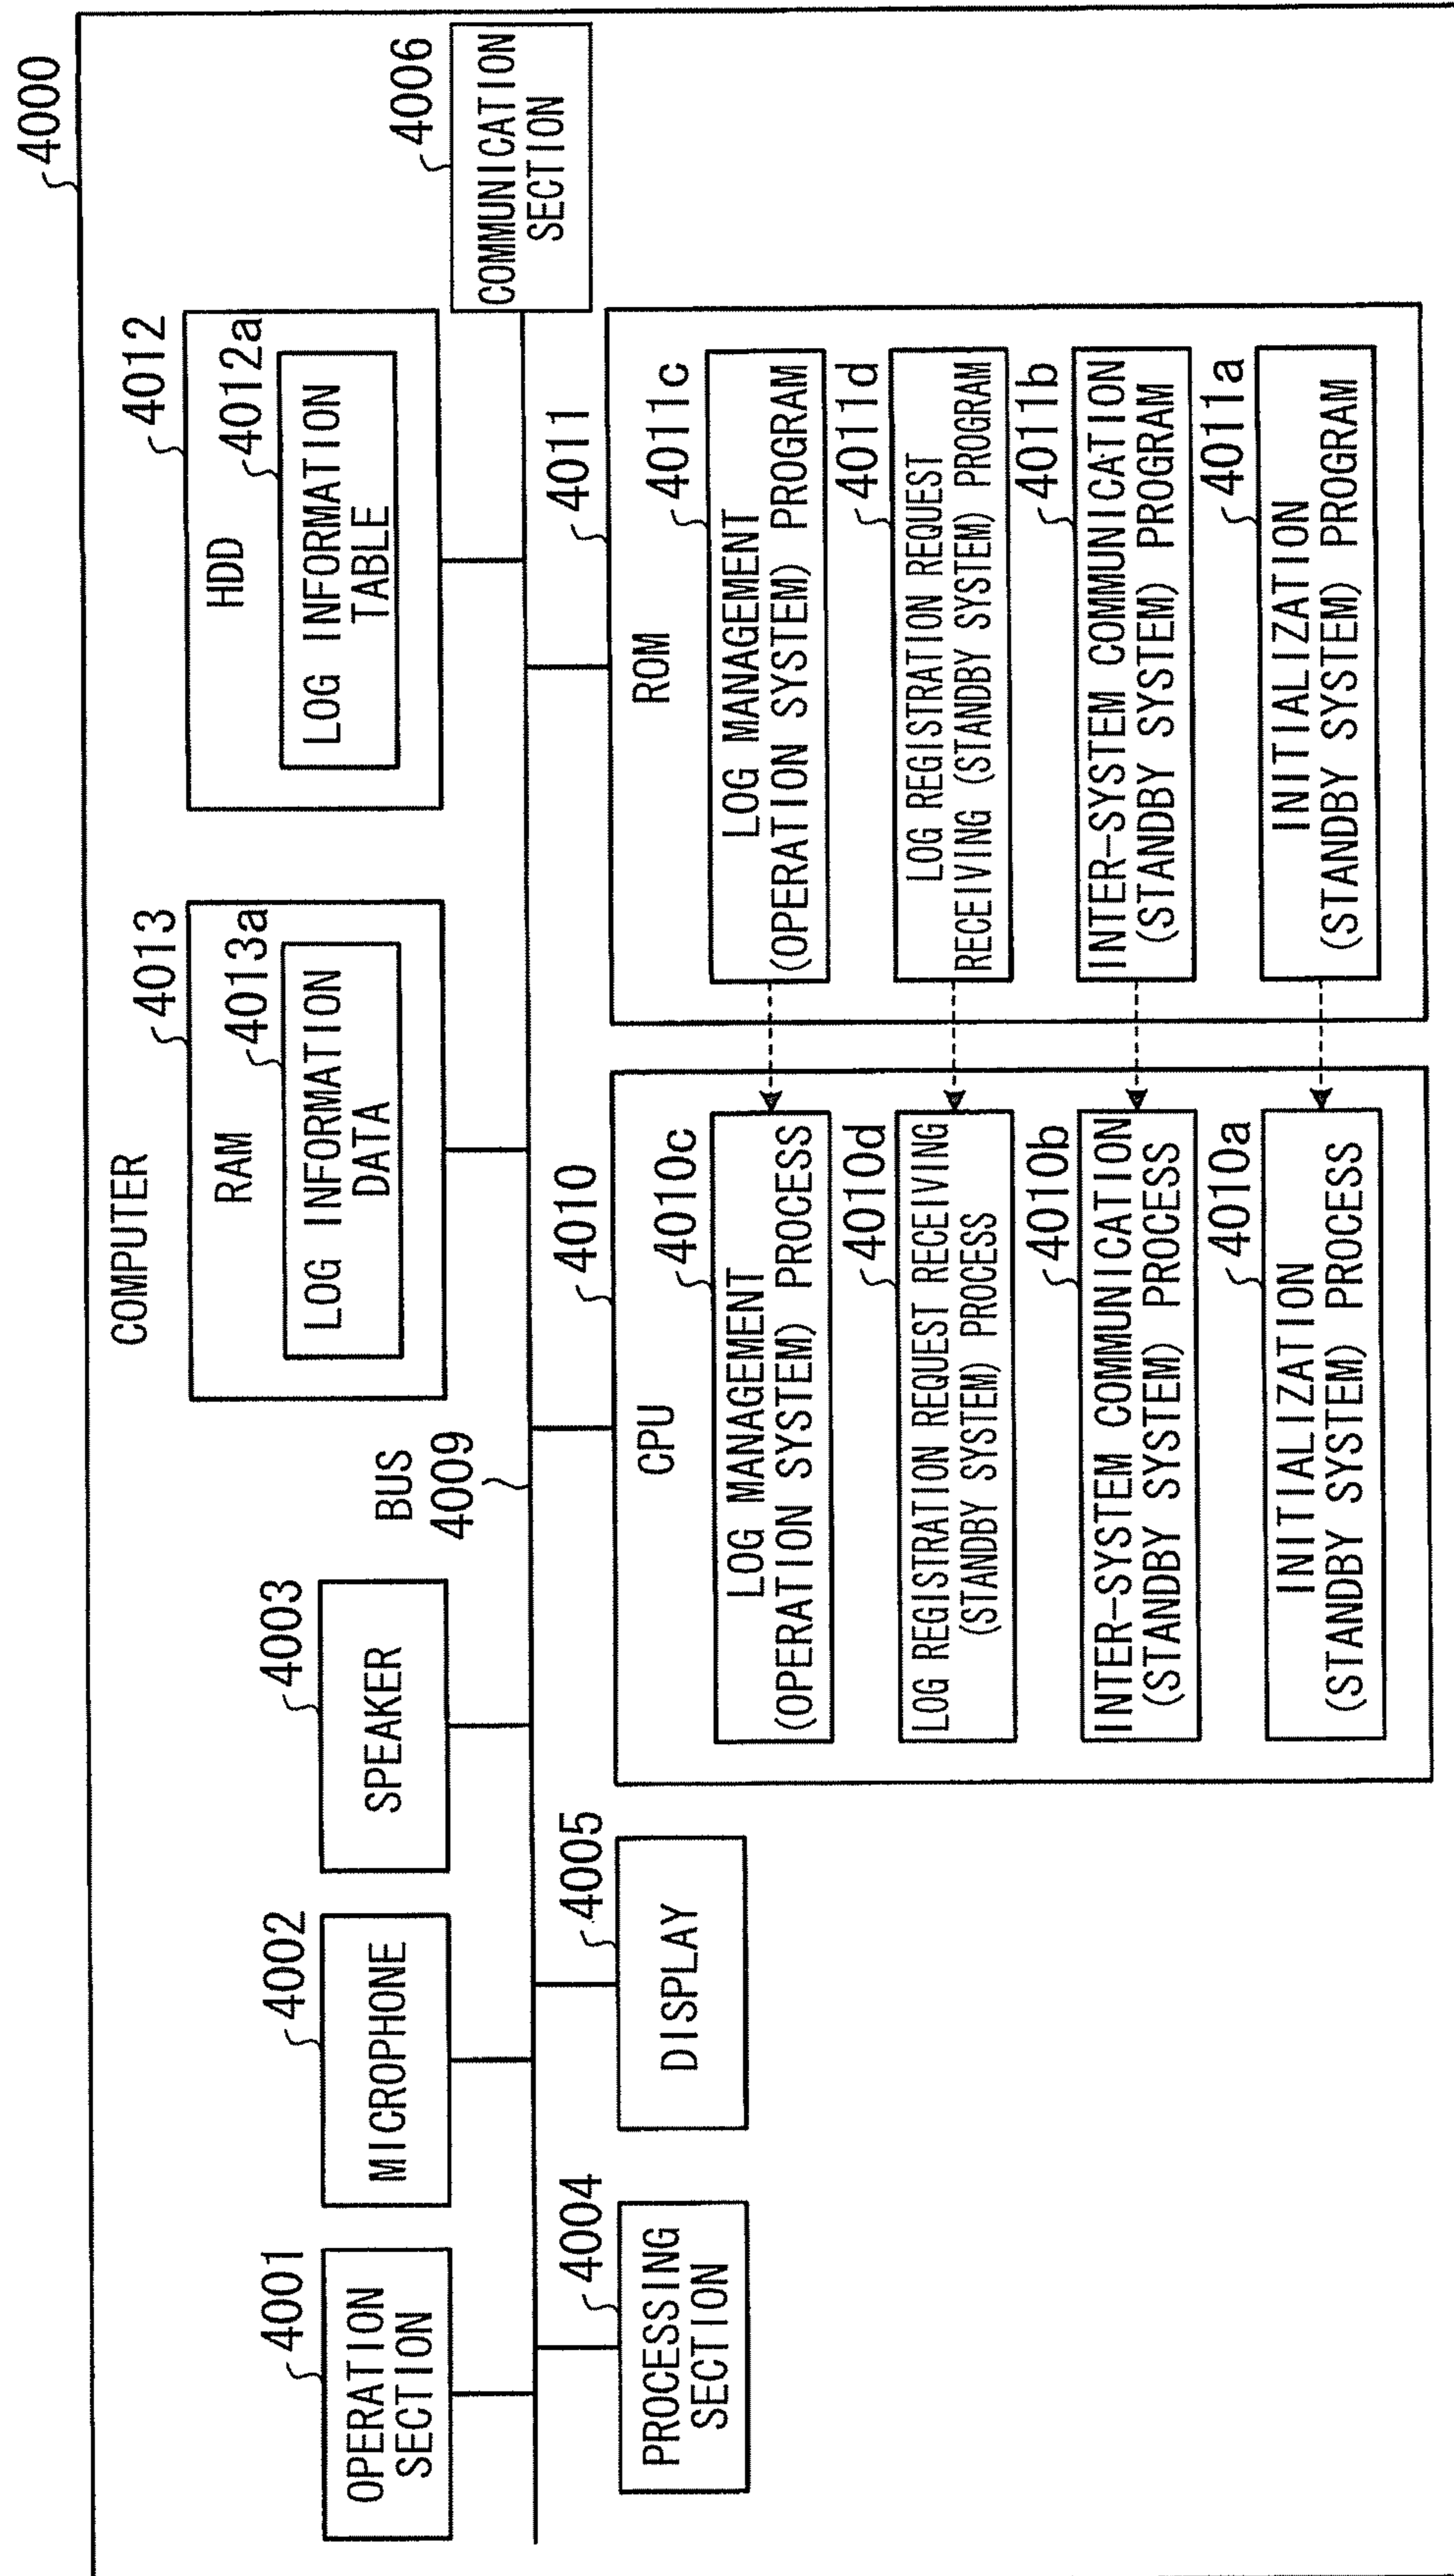 4000
COMPUTER
4001
OPERATION
SECTION
4002
MICROPHONE
4003
SPEAKER
4013
RAM
4013a
LOG INFORMATION
DATA
4012
HDD
4012a
LOG INFORMATION
TABLE
BUS
4009
4006
COMMUNICATION
SECTION
4004
PROCESSING
SECTION
4005
DISPLAY
4010
CPU
4010c
LOG MANAGEMENT
(OPERATION SYSTEM) PROCESS
4010d
LOG REGISTRATION REQUEST RECEIVING
(STANDBY SYSTEM) PROCESS
4010b
INTER-SYSTEM COMMUNICATION
(STANDBY SYSTEM) PROCESS
4010a
INITIALIZATION
(STANDBY SYSTEM) PROCESS
4011
ROM
4011c
LOG MANAGEMENT
(OPERATION SYSTEM) PROGRAM
4011d
LOG REGISTRATION REQUEST
RECEIVING (STANDBY SYSTEM) PROGRAM
4011b
INTER-SYSTEM COMMUNICATION
(STANDBY SYSTEM) PROGRAM
4011a
INITIALIZATION
(STANDBY SYSTEM) PROGRAM